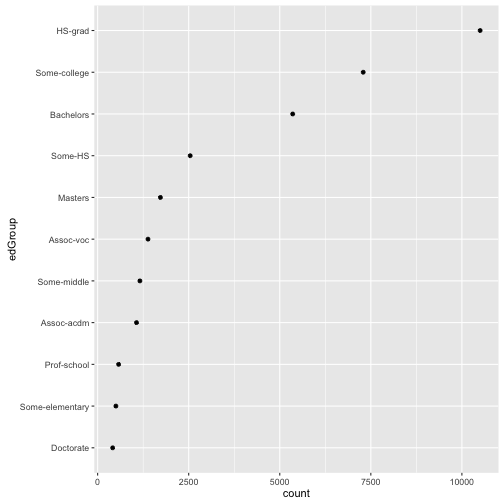 HS-grad
Some-college
Bachelors
Some-HS
Masters
Assoc-voc
Some-middle
Assoc-acdm
Prof-school
Some-elementary
Doctorate
edGroup
0 2500 5000 7500 10000
count